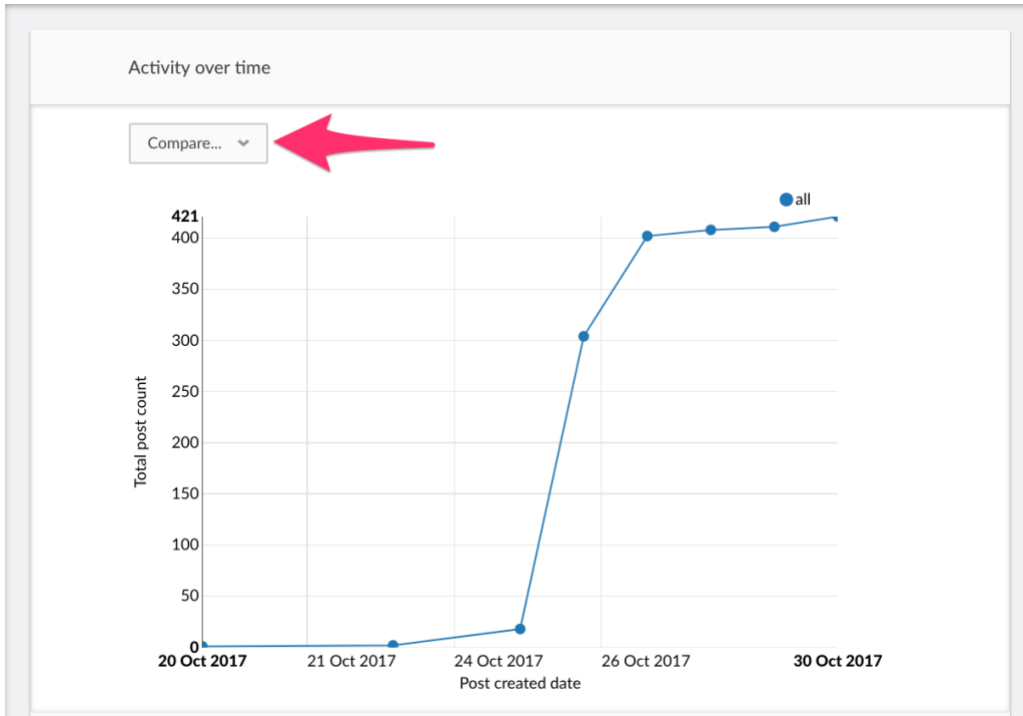 Activity over time
Compare...
all
421
400
350
300
250
200
150
100
50
0
Total post count
20 Oct 2017 21 Oct 2017 24 Oct 2017 26 Oct 2017 30 Oct 2017
Post created date